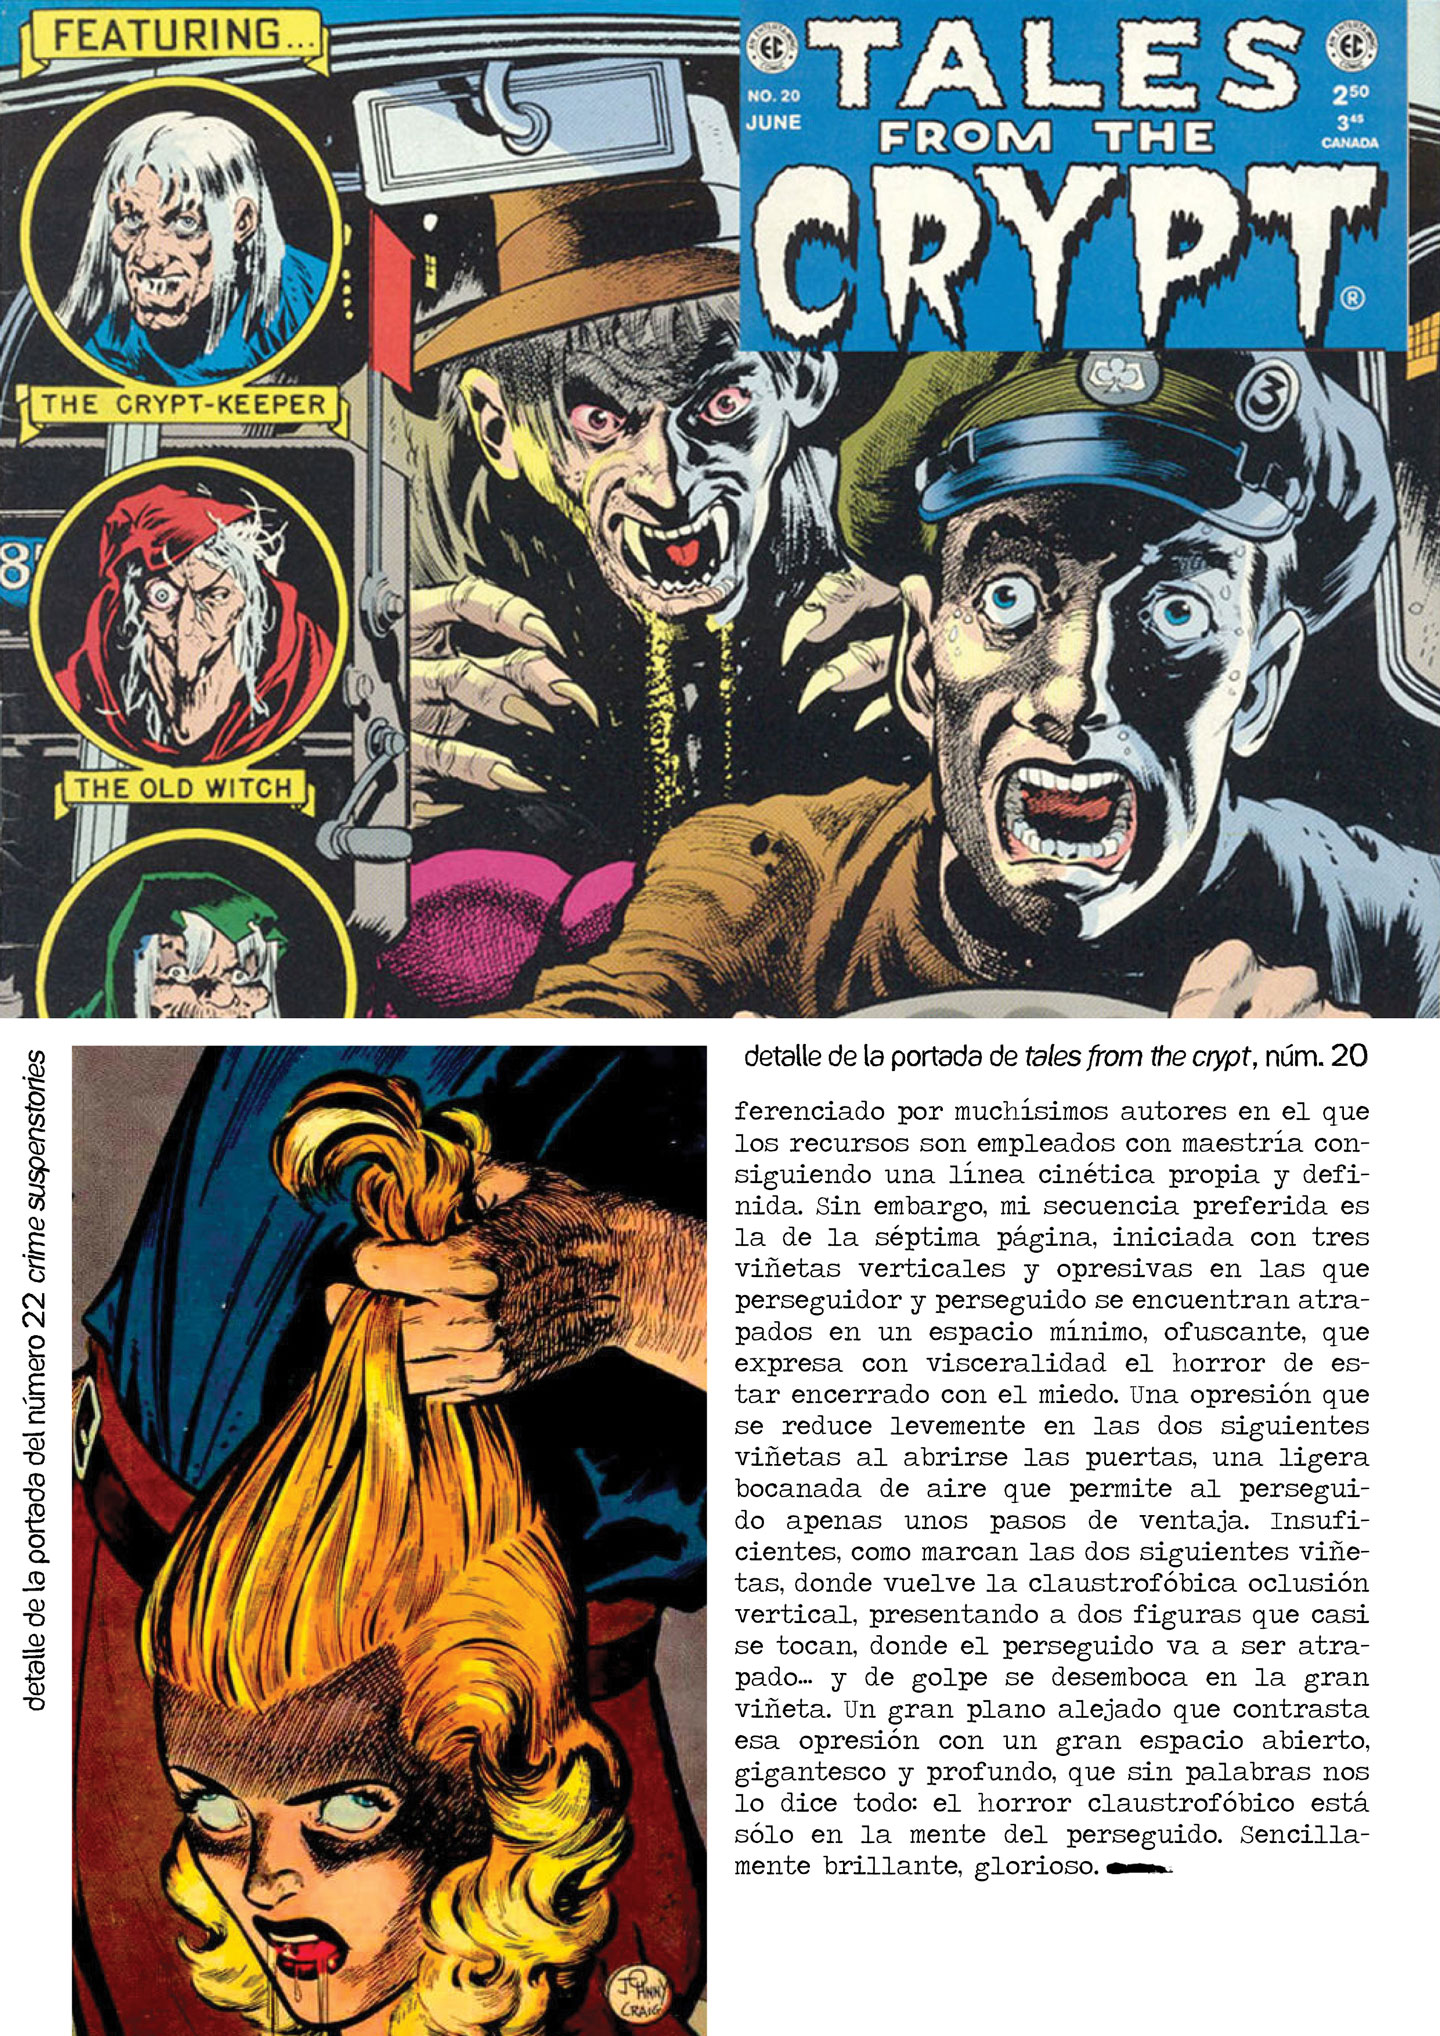 FEATURING...
THE CRYPT-KEEPER
THE OLD WITCH
EC
NO. 20
JUNE
TALES
FROM THE
CRYPT
®
EC
2⁵⁰
3⁴⁵
CANADA
3
8
detalle de la portada del número 22 crime suspenstories
JOHNNY
CRAIG
detalle de la portada de tales from the crypt, núm. 20
ferenciado por muchísimos autores en el que
los recursos son empleados con maestría con-
siguiendo una línea cinética propia y defi-
nida. Sin embargo, mi secuencia preferida es
la de la séptima página, iniciada con tres
viñetas verticales y opresivas en las que
perseguidor y perseguido se encuentran atra-
pados en un espacio mínimo, ofuscante, que
expresa con visceralidad el horror de es-
tar encerrado con el miedo. Una opresión que
se reduce levemente en las dos siguientes
viñetas al abrirse las puertas, una ligera
bocanada de aire que permite al persegui-
do apenas unos pasos de ventaja. Insufi-
cientes, como marcan las dos siguientes viñe-
tas, donde vuelve la claustrofóbica oclusión
vertical, presentando a dos figuras que casi
se tocan, donde el perseguido va a ser atra-
pado… y de golpe se desemboca en la gran
viñeta. Un gran plano alejado que contrasta
esa opresión con un gran espacio abierto,
gigantesco y profundo, que sin palabras nos
lo dice todo: el horror claustrofóbico está
sólo en la mente del perseguido. Sencilla-
mente brillante, glorioso.